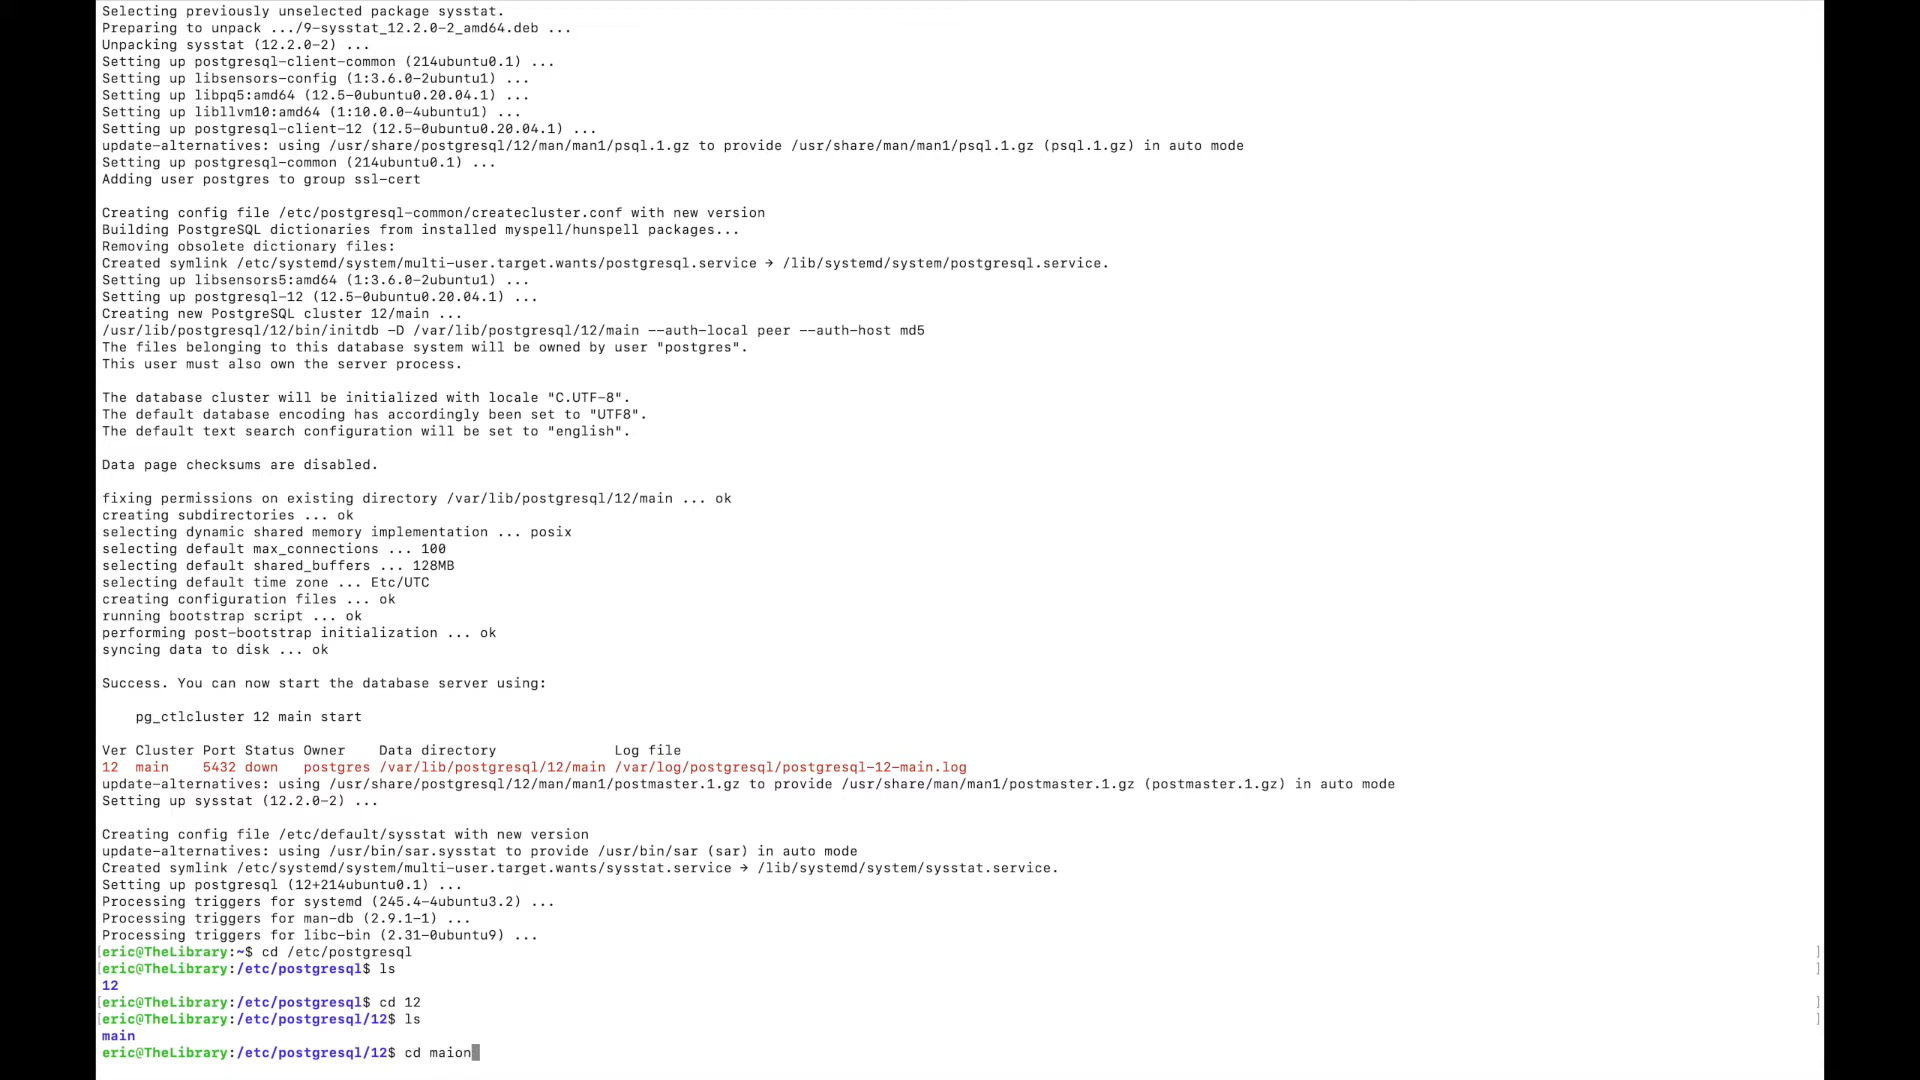 Selecting previously unselected package sysstat.
Preparing to unpack .../9-sysstat_12.2.0-2_amd64.deb ...
Unpacking sysstat (12.2.0-2) ...
Setting up postgresql-client-common (214ubuntu0.1) ...
Setting up libsensors-config (1:3.6.0-2ubuntu1) ...
Setting up libpq5:amd64 (12.5-0ubuntu0.20.04.1) ...
Setting up libllvm10:amd64 (1:10.0.0-4ubuntu1) ...
Setting up postgresql-client-12 (12.5-0ubuntu0.20.04.1) ...
update-alternatives: using /usr/share/postgresql/12/man/man1/psql.1.gz to provide /usr/share/man/man1/psql.1.gz (psql.1.gz) in auto mode
Setting up postgresql-common (214ubuntu0.1) ...
Adding user postgres to group ssl-cert
Creating config file /etc/postgresql-common/createcluster.conf with new version
Building PostgreSQL dictionaries from installed myspell/hunspell packages...
Removing obsolete dictionary files:
Created symlink /etc/systemd/system/multi-user.target.wants/postgresql.service → /lib/systemd/system/postgresql.service.
Setting up libsensors5:amd64 (1:3.6.0-2ubuntu1) ...
Setting up postgresql-12 (12.5-0ubuntu0.20.04.1) ...
Creating new PostgreSQL cluster 12/main ...
/usr/lib/postgresql/12/bin/initdb -D /var/lib/postgresql/12/main --auth-local peer --auth-host md5
The files belonging to this database system will be owned by user "postgres".
This user must also own the server process.
The database cluster will be initialized with locale "C.UTF-8".
The default database encoding has accordingly been set to "UTF8".
The default text search configuration will be set to "english".
Data page checksums are disabled.
fixing permissions on existing directory /var/lib/postgresql/12/main ... ok
creating subdirectories ... ok
selecting dynamic shared memory implementation ... posix
selecting default max_connections ... 100
selecting default shared_buffers ... 128MB
selecting default time zone ... Etc/UTC
creating configuration files ... ok
running bootstrap script ... ok
performing post-bootstrap initialization ... ok
syncing data to disk ... ok
Success. You can now start the database server using:
pg_ctlcluster 12 main start
Ver Cluster Port Status Owner    Data directory              Log file
12  main    5432 down   postgres /var/lib/postgresql/12/main /var/log/postgresql/postgresql-12-main.log
update-alternatives: using /usr/share/postgresql/12/man/man1/postmaster.1.gz to provide /usr/share/man/man1/postmaster.1.gz (postmaster.1.gz) in auto mode
Setting up sysstat (12.2.0-2) ...
Creating config file /etc/default/sysstat with new version
update-alternatives: using /usr/bin/sar.sysstat to provide /usr/bin/sar (sar) in auto mode
Created symlink /etc/systemd/system/multi-user.target.wants/sysstat.service → /lib/systemd/system/sysstat.service.
Setting up postgresql (12+214ubuntu0.1) ...
Processing triggers for systemd (245.4-4ubuntu3.2) ...
Processing triggers for man-db (2.9.1-1) ...
Processing triggers for libc-bin (2.31-0ubuntu9) ...
[eric@TheLibrary:~$ cd /etc/postgresql ]
[eric@TheLibrary:/etc/postgresql$ ls ]
12
[eric@TheLibrary:/etc/postgresql$ cd 12 ]
[eric@TheLibrary:/etc/postgresql/12$ ls ]
main
eric@TheLibrary:/etc/postgresql/12$ cd maion